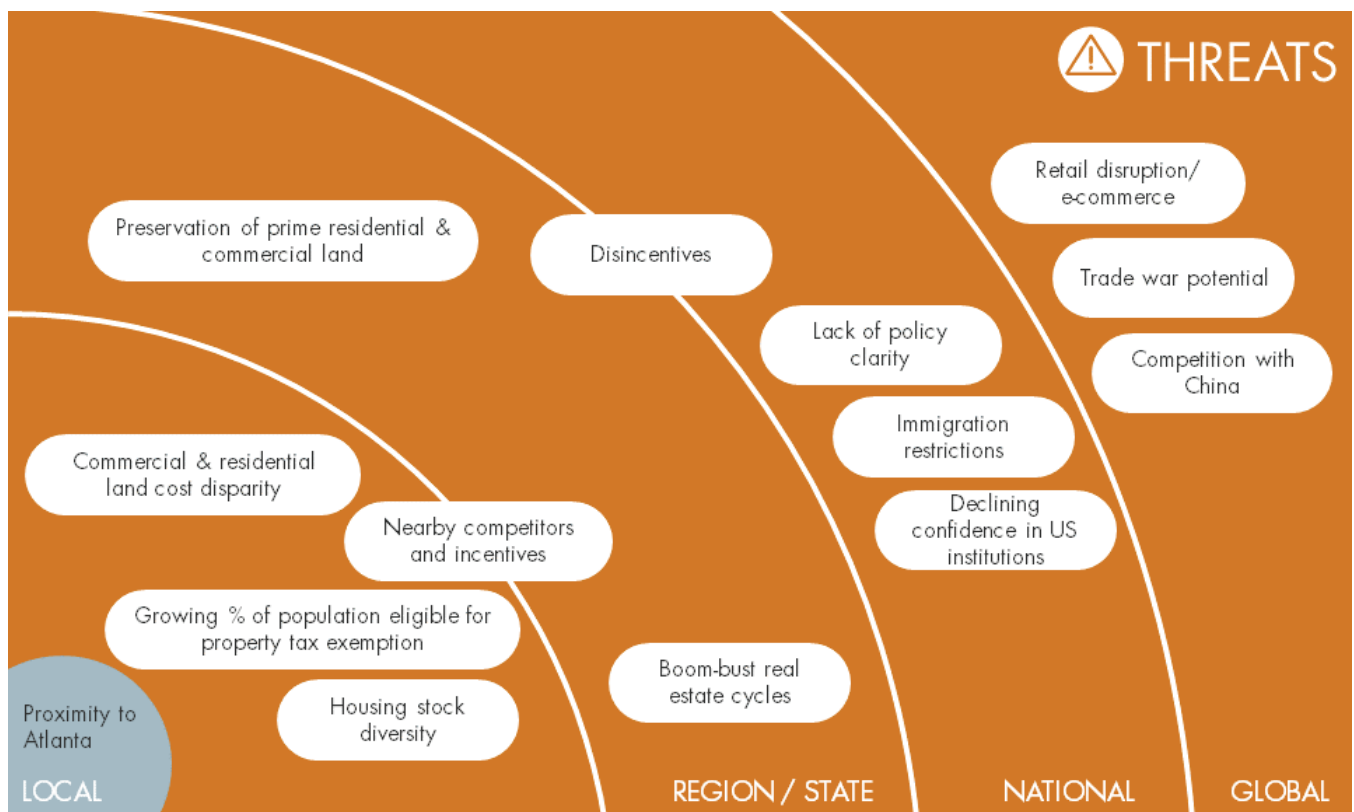 THREATS
Retail disruption/
e-commerce
Preservation of prime residential &
commercial land
Disincentives
Trade war potential
Lack of policy
clarity
Competition with
China
Immigration
restrictions
Commercial & residential
land cost disparity
Nearby competitors
and incentives
Declining
confidence in US
institutions
Growing % of population eligible for
property tax exemption
Boom-bust real
estate cycles
Housing stock
diversity
Proximity to
Atlanta
LOCAL
REGION / STATE
NATIONAL
GLOBAL